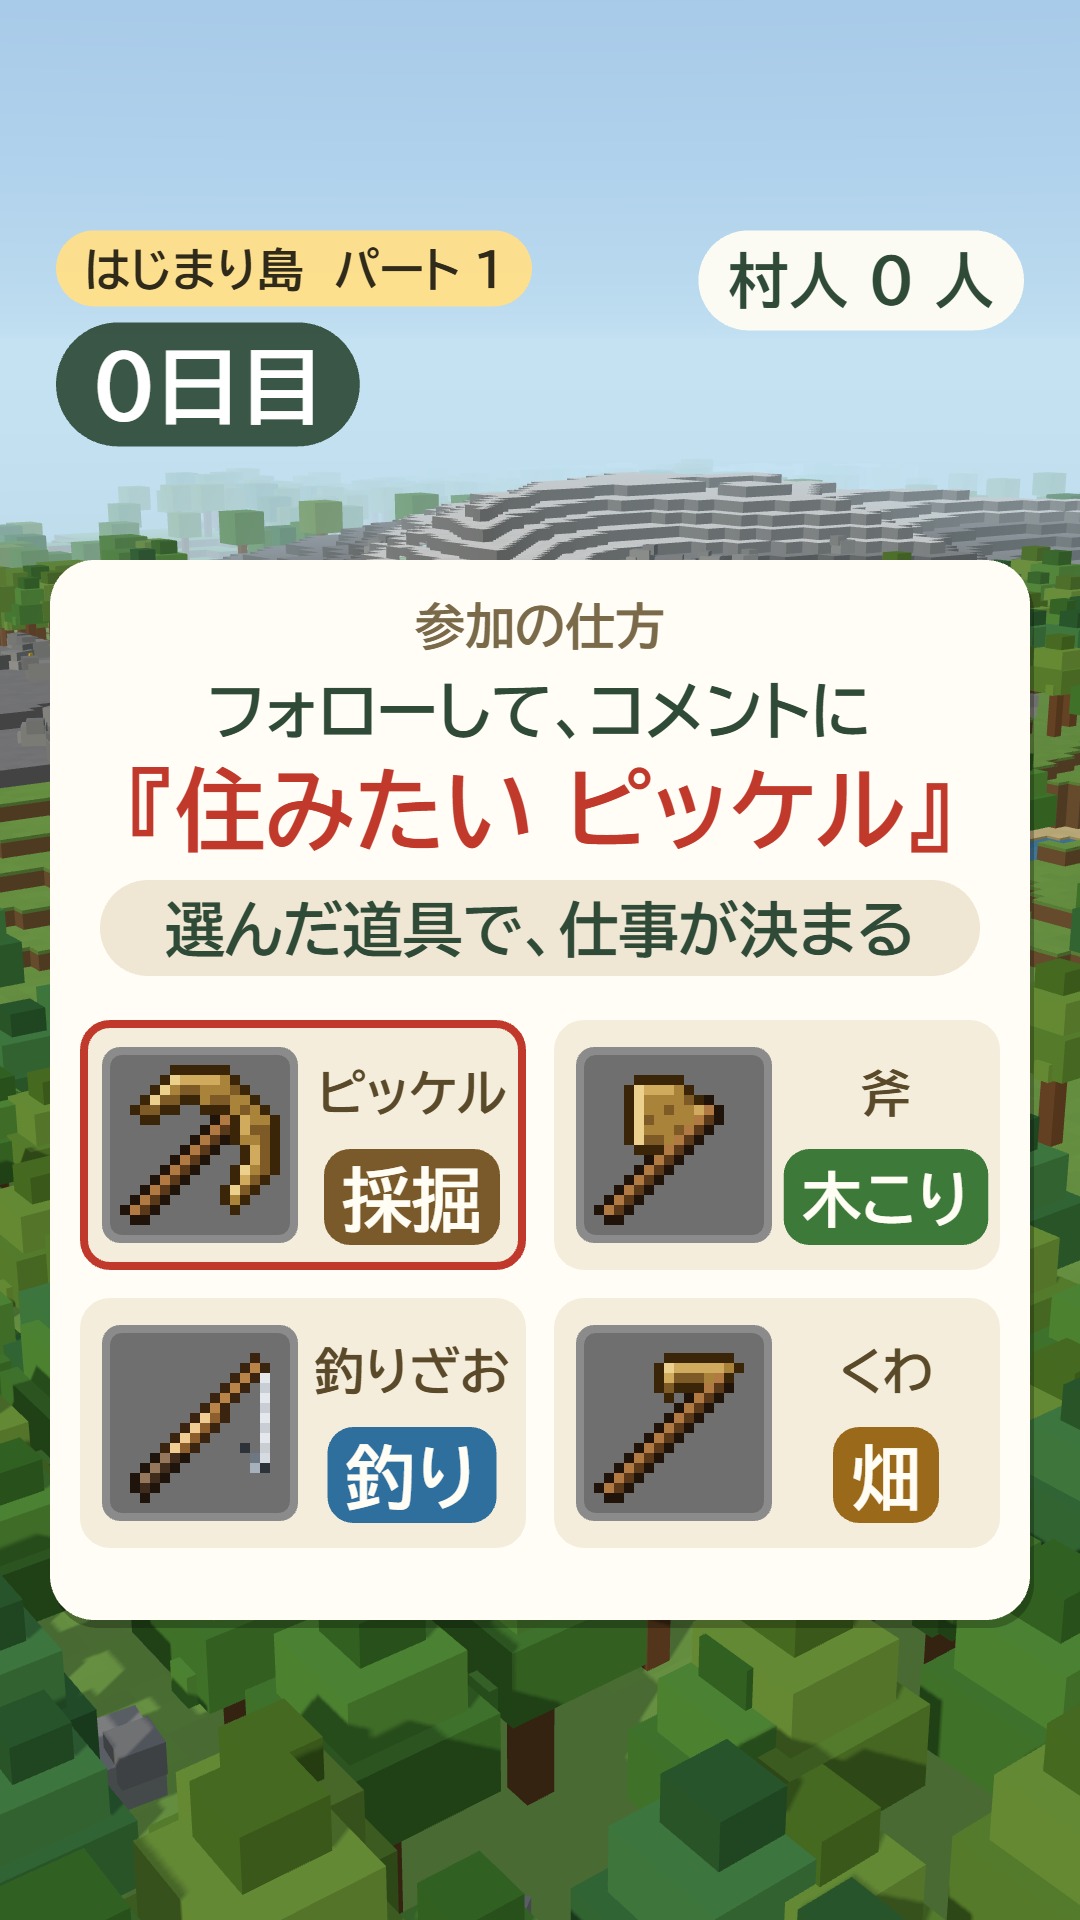 はじまり島 パート 1
村人 0 人
0日目
参加の仕方
フォローして、コメントに
『住みたい ピッケル』
選んだ道具で、仕事が決まる
ピッケル
採掘
斧
木こり
釣りざお
釣り
くわ
畑